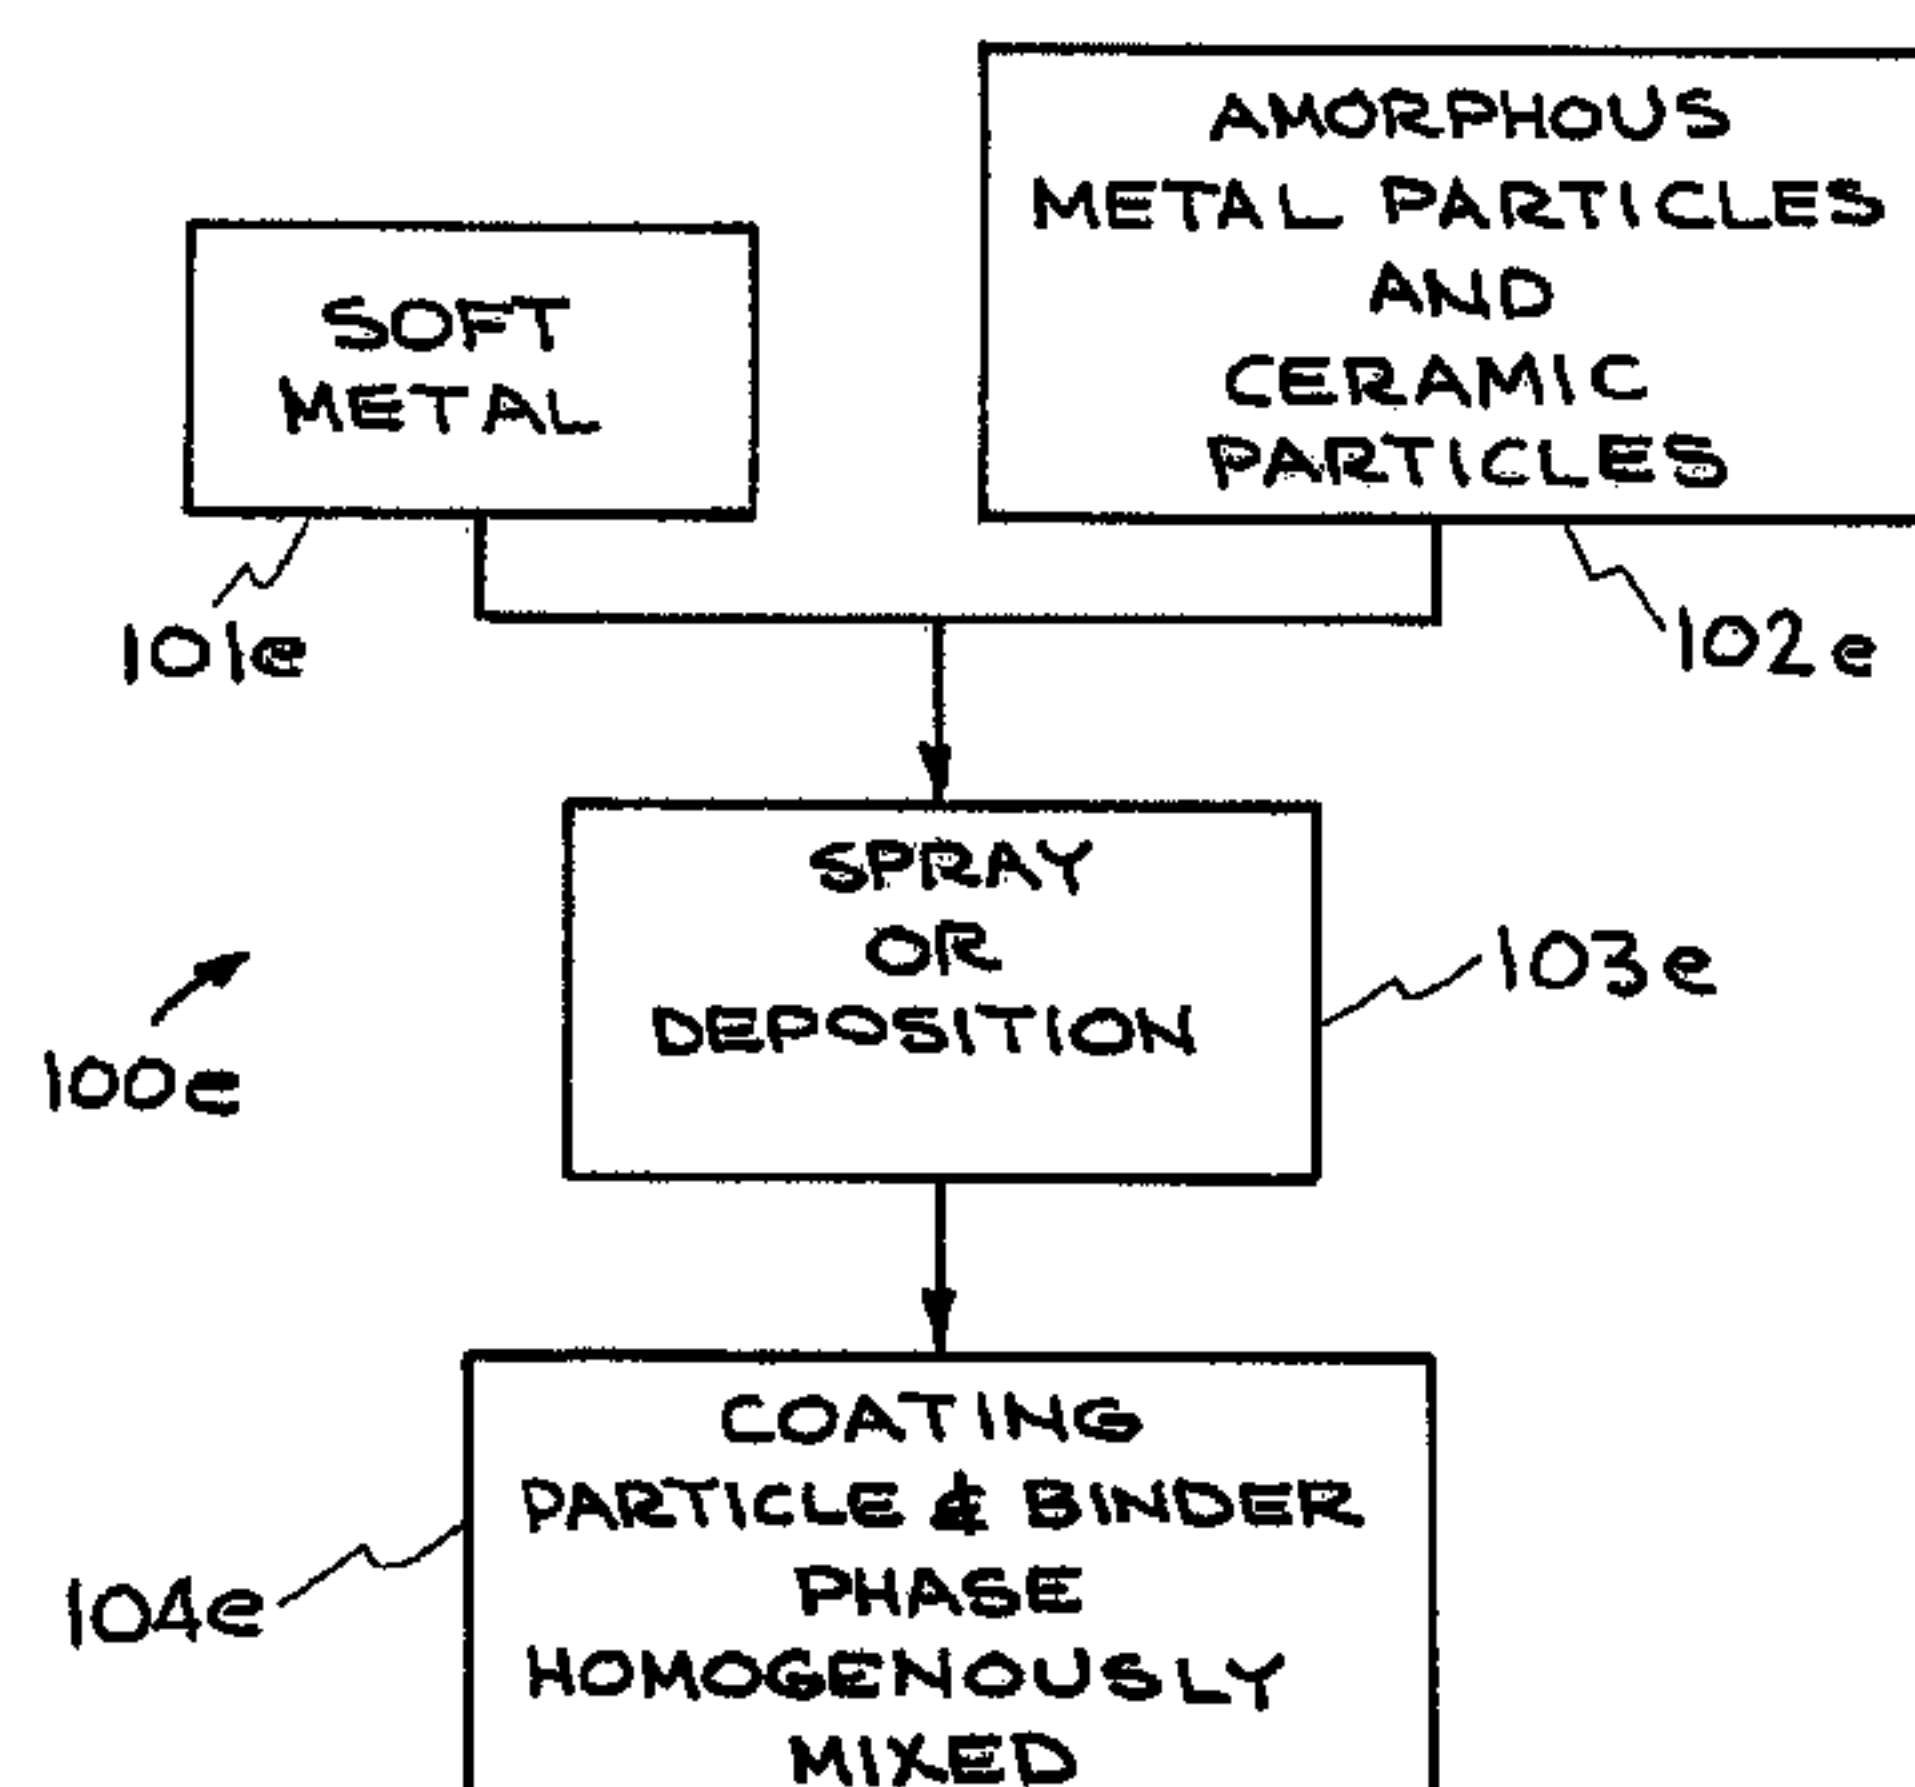 AMORPHOUS
METAL PARTICLES
AND
CERAMIC
PARTICLES
SOFT
METAL
101e
102e
SPRAY
OR
DEPOSITION
103e
100e
COATING
PARTICLE & BINDER
PHASE
HOMOGENOUSLY
MIXED
104e